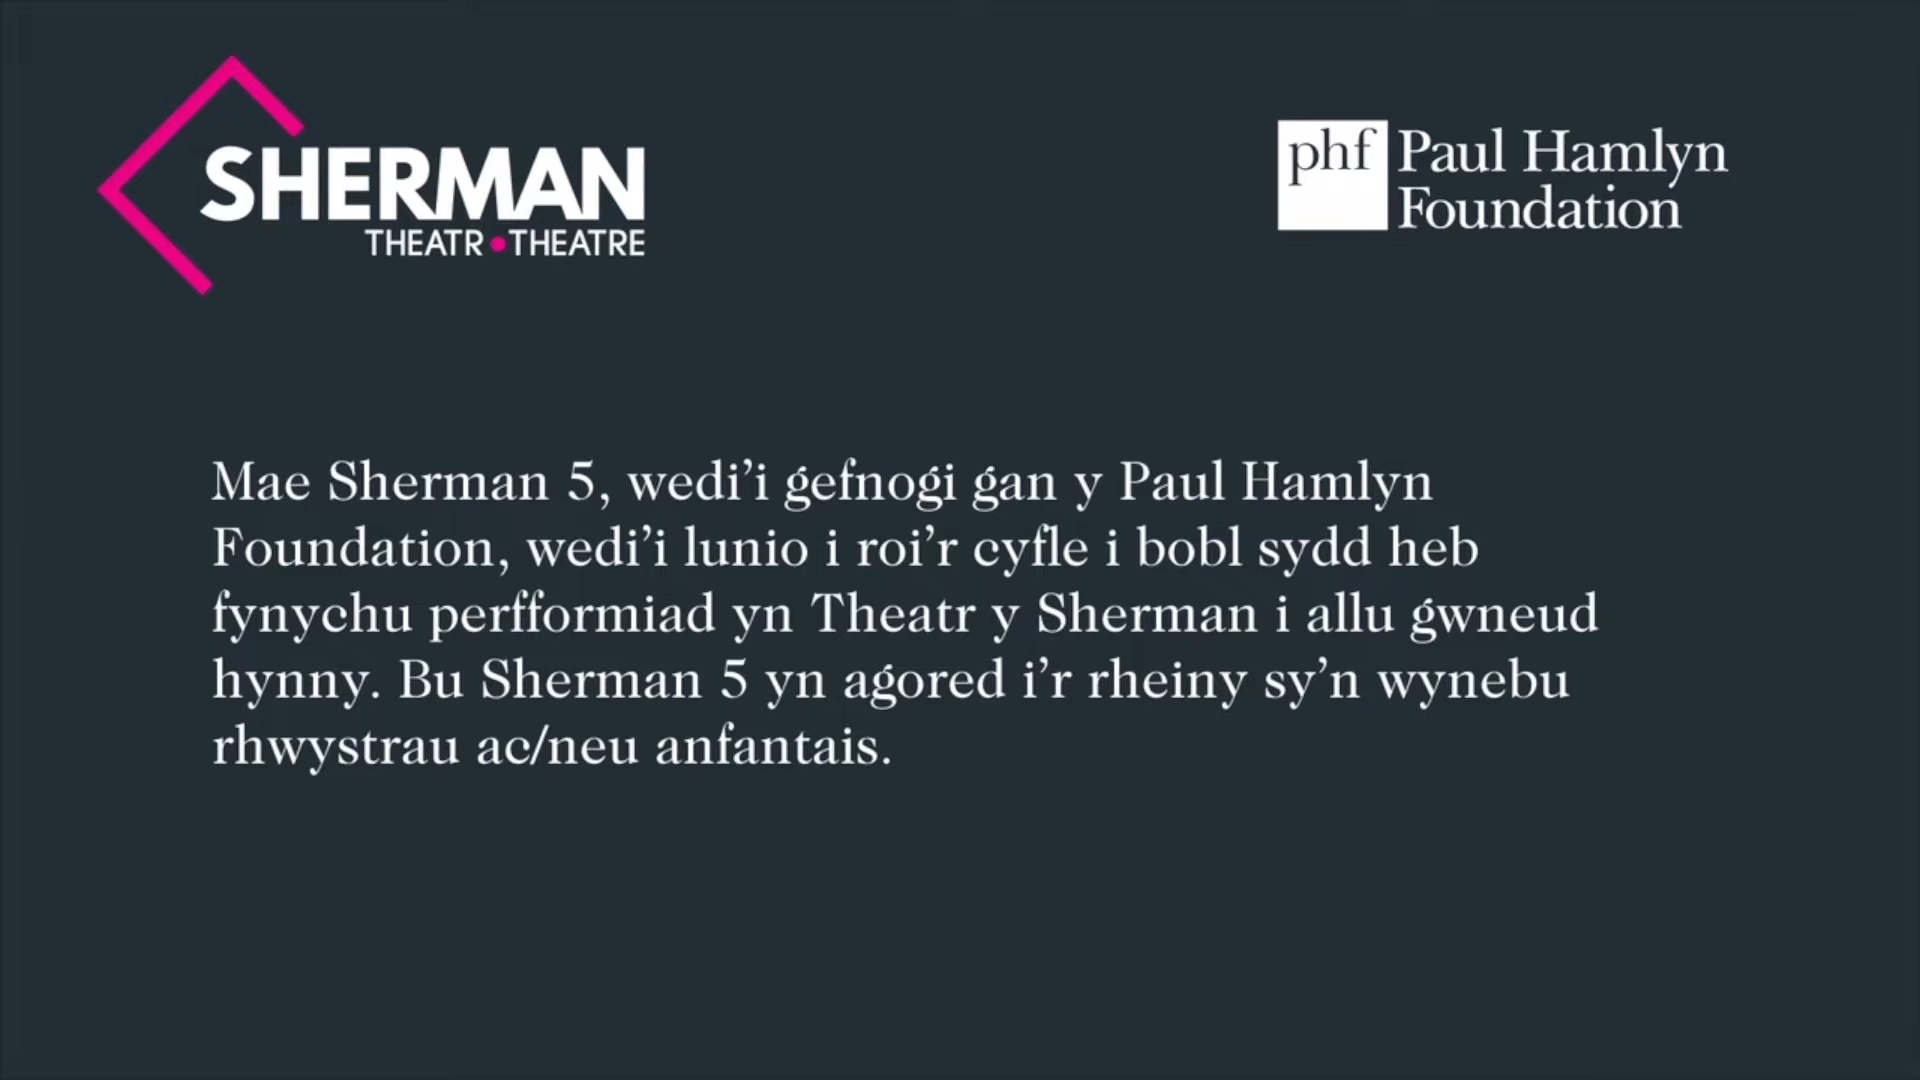 SHERMAN
THEATR•THEATRE
phf Paul Hamlyn
Foundation
Mae Sherman 5, wedi’i gefnogi gan y Paul Hamlyn
Foundation, wedi’i lunio i roi’r cyfle i bobl sydd heb
fynychu perfformiad yn Theatr y Sherman i allu gwneud
hynny. Bu Sherman 5 yn agored i’r rheiny sy’n wynebu
rhwystrau ac/neu anfantais.